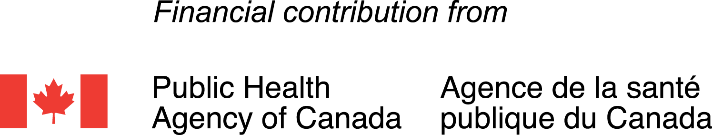 Financial contribution from
Public Health
Agency of Canada
Agence de la santé
publique du Canada